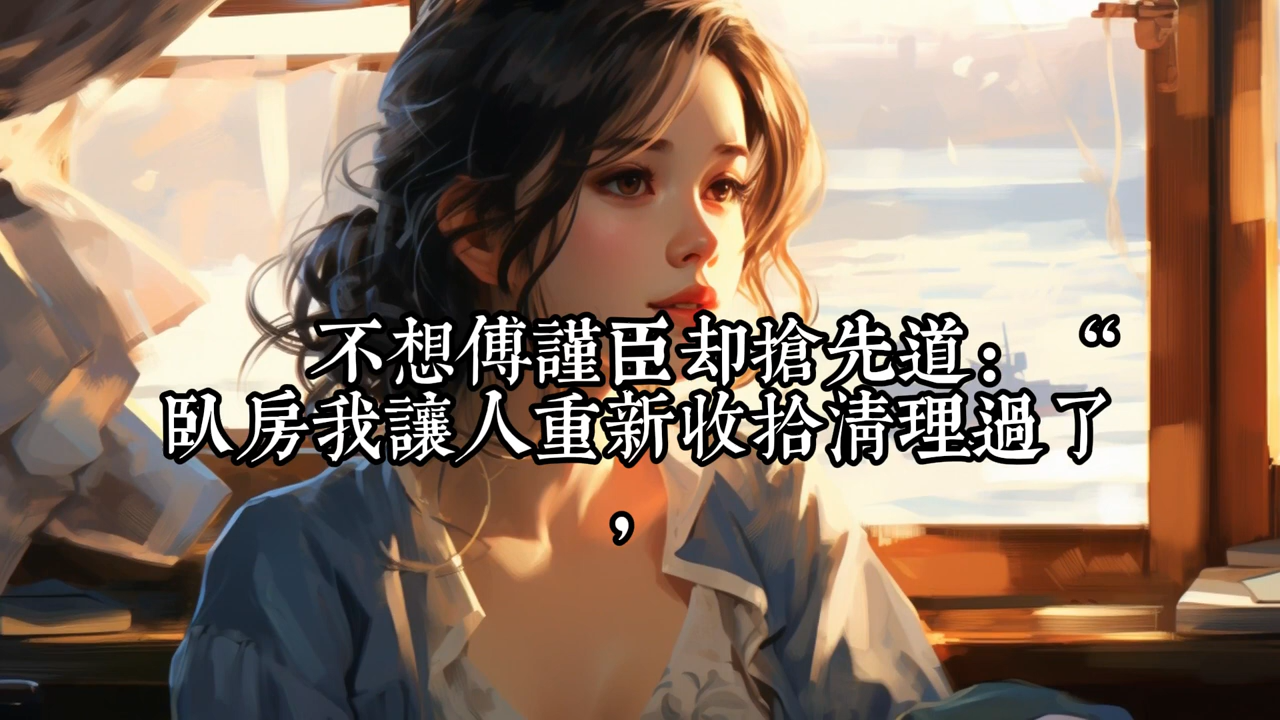 不想傅謹臣却搶先道：“
臥房我讓人重新收拾清理過了
，